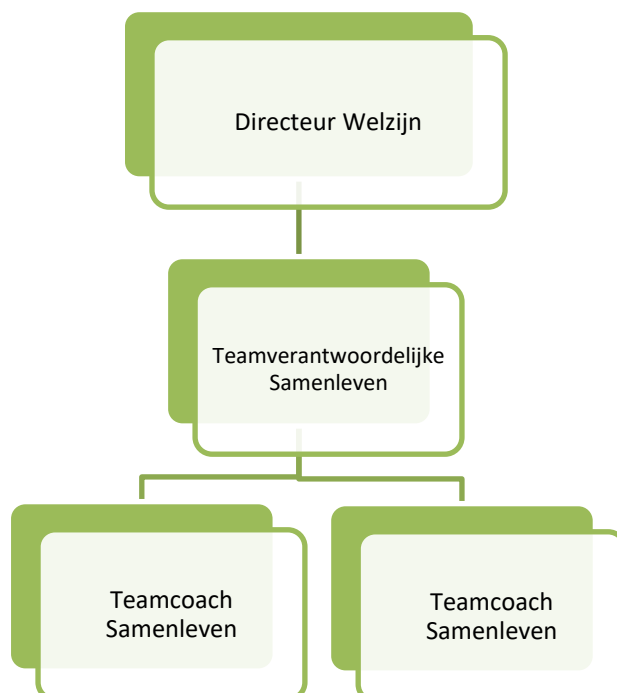 Directeur Welzijn
Teamverantwoordelijke
Samenleven
Teamcoach
Samenleven
Teamcoach
Samenleven